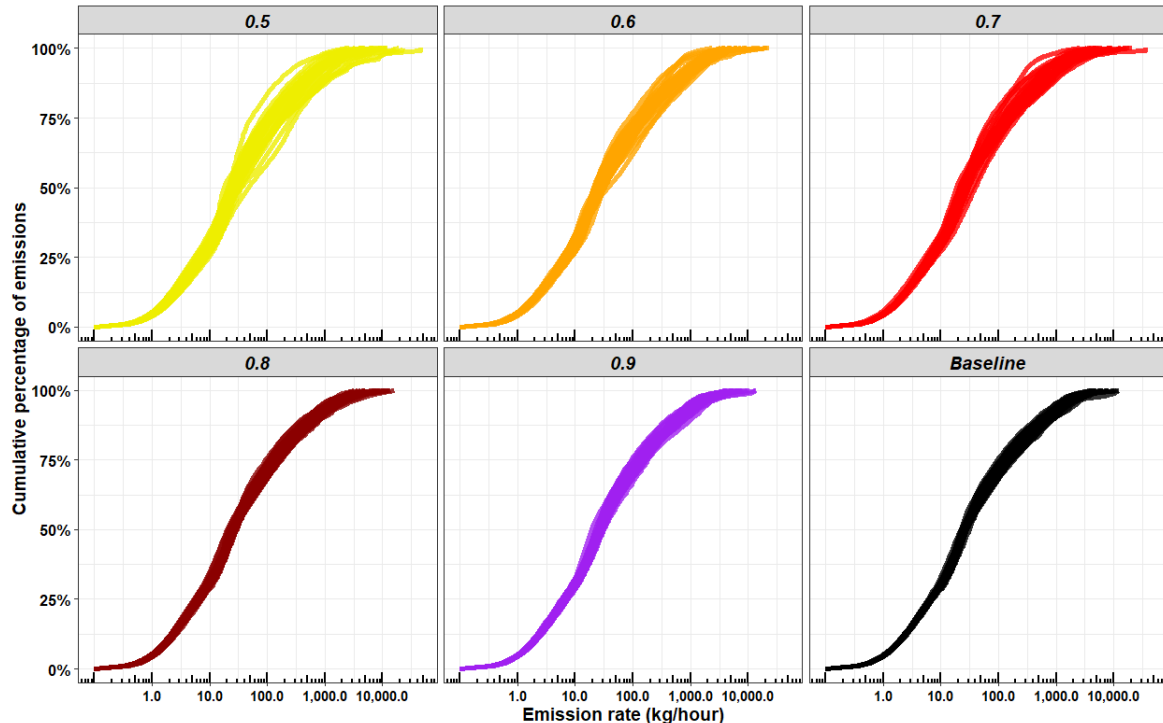 0.5 0.6 0.7
100%
75%
50%
25%
0%
0.8 0.9 Baseline
100%
75%
50%
25%
0%
1.0 10.0 100.0 1,000.0 10,000.0 1.0 10.0 100.0 1,000.0 10,000.0 1.0 10.0 100.0 1,000.0 10,000.0
Emission rate (kg/hour)
Cumulative percentage of emissions